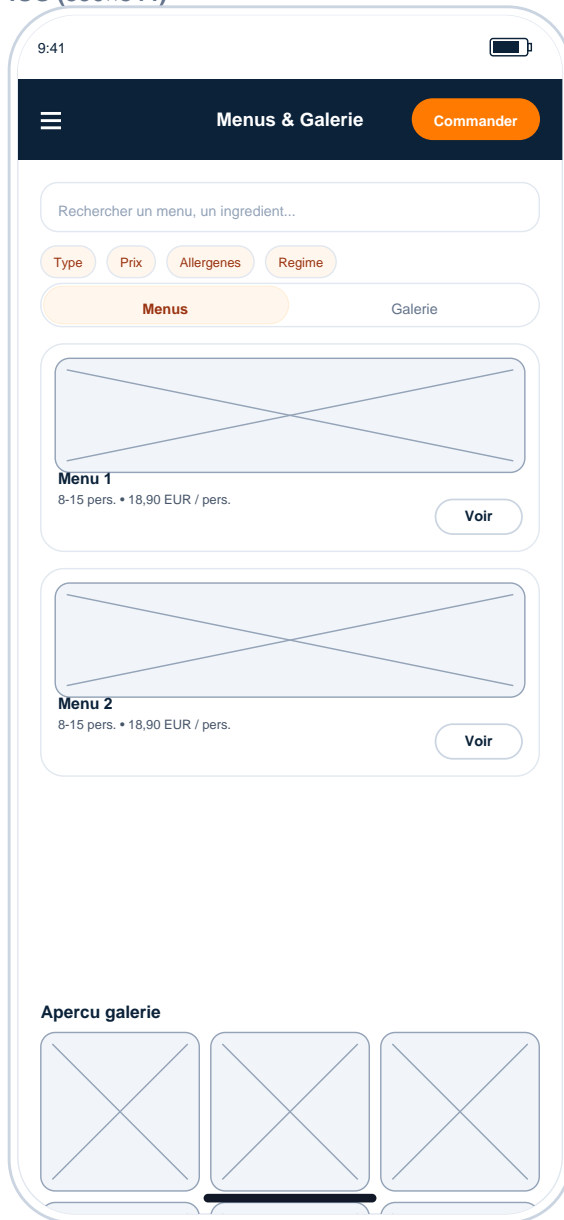 9:41
Menus & Galerie
Commander
Rechercher un menu, un ingredient...
Type Prix Allergenes Regime
Menus Galerie
Menu 1
8-15 pers. • 18,90 EUR / pers.
Voir
Menu 2
8-15 pers. • 18,90 EUR / pers.
Voir
Apercu galerie